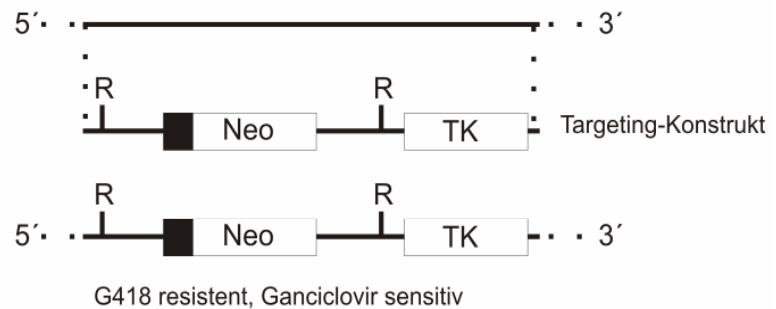 5´ 3´
R R
Neo TK Targeting-Konstrukt
R R
5´ Neo TK 3´
G418 resistent, Ganciclovir sensitiv